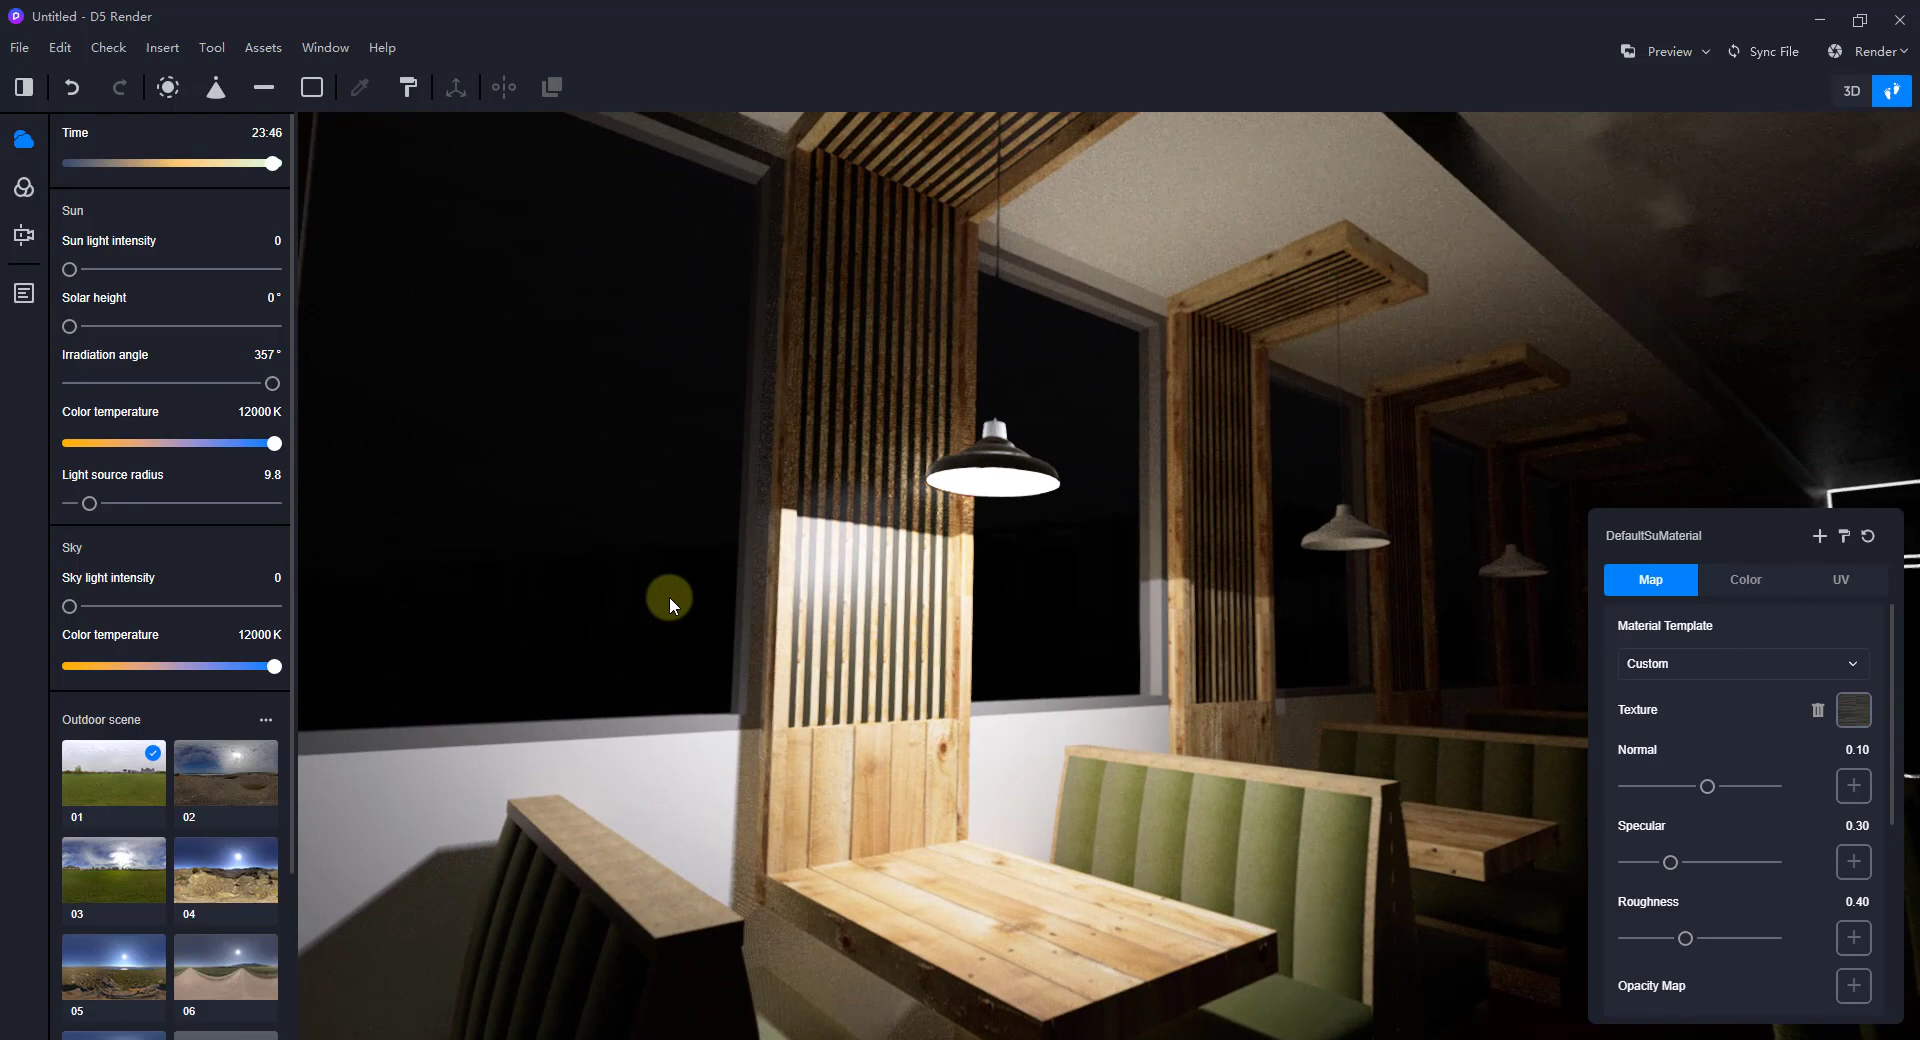 Untitled - D5 Render
File Edit Check Insert Tool Assets Window Help
Preview Sync File Render
3D
Time 23:46
Sun
Sun light intensity 0
Solar height 0°
Irradiation angle 357°
Color temperature 12000 K
Light source radius 9.8
Sky
Sky light intensity 0
Color temperature 12000 K
Outdoor scene ...
01 02
03 04
05 06
DefaultSuMaterial
Map Color UV
Material Template
Custom
Texture
Normal 0.10
Specular 0.30
Roughness 0.40
Opacity Map